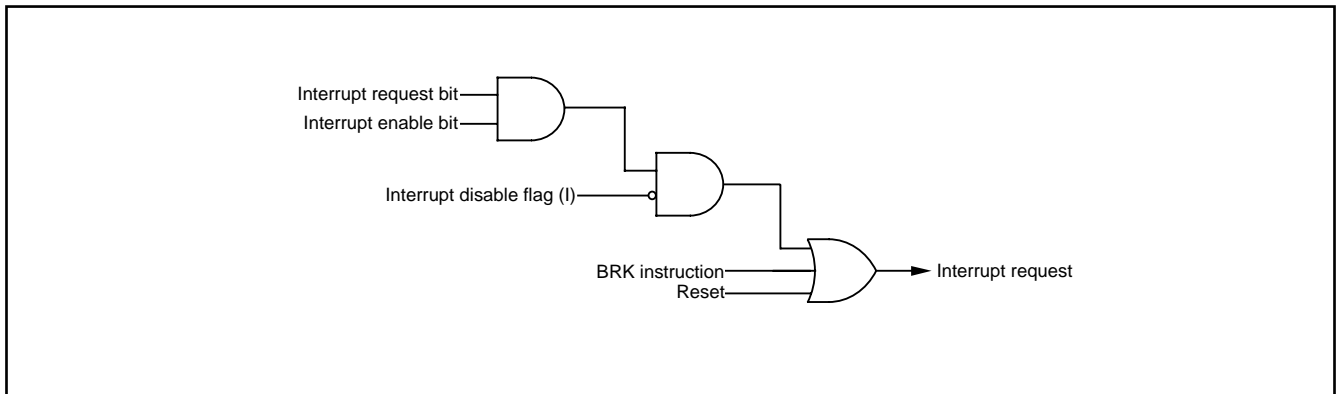 Interrupt request bit
Interrupt enable bit
Interrupt disable flag (I)
BRK instruction
Reset
Interrupt request